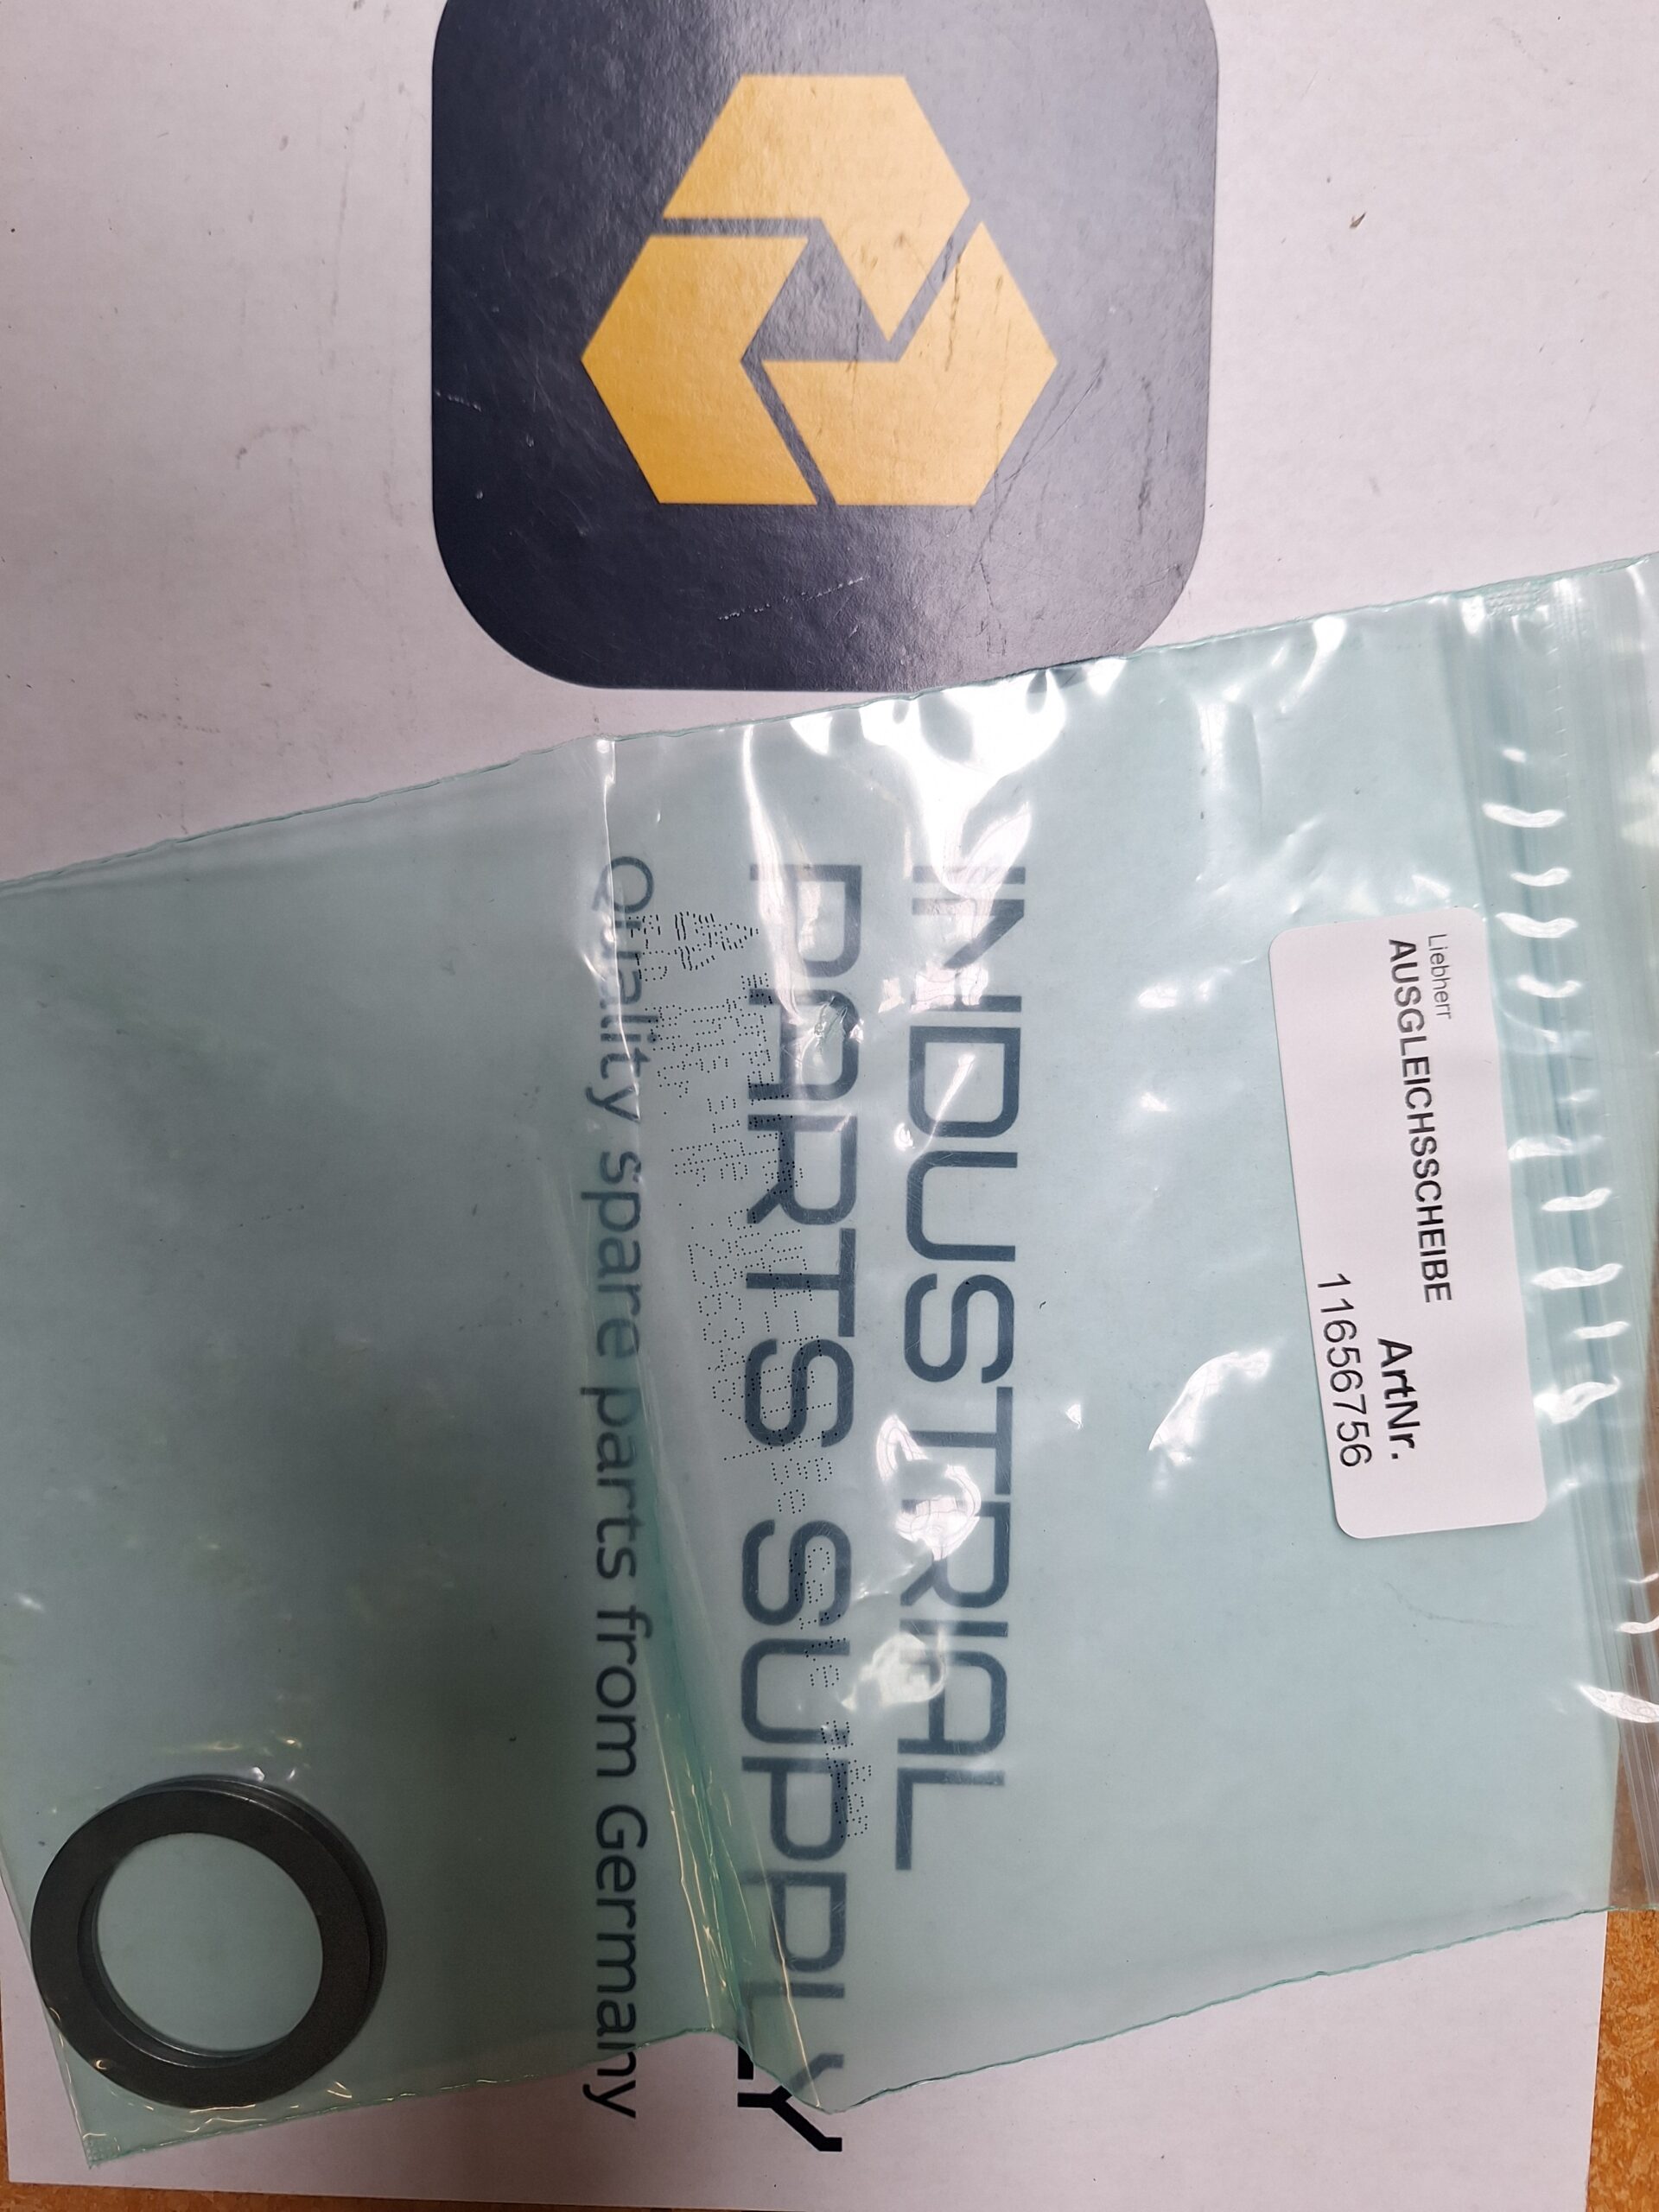 Liebherr
AUSGLEICHSSCHEIBE
ArtNr.
11656756
INDUSTRIAL
PARTS SUPPLY
Quality spare parts from Germany